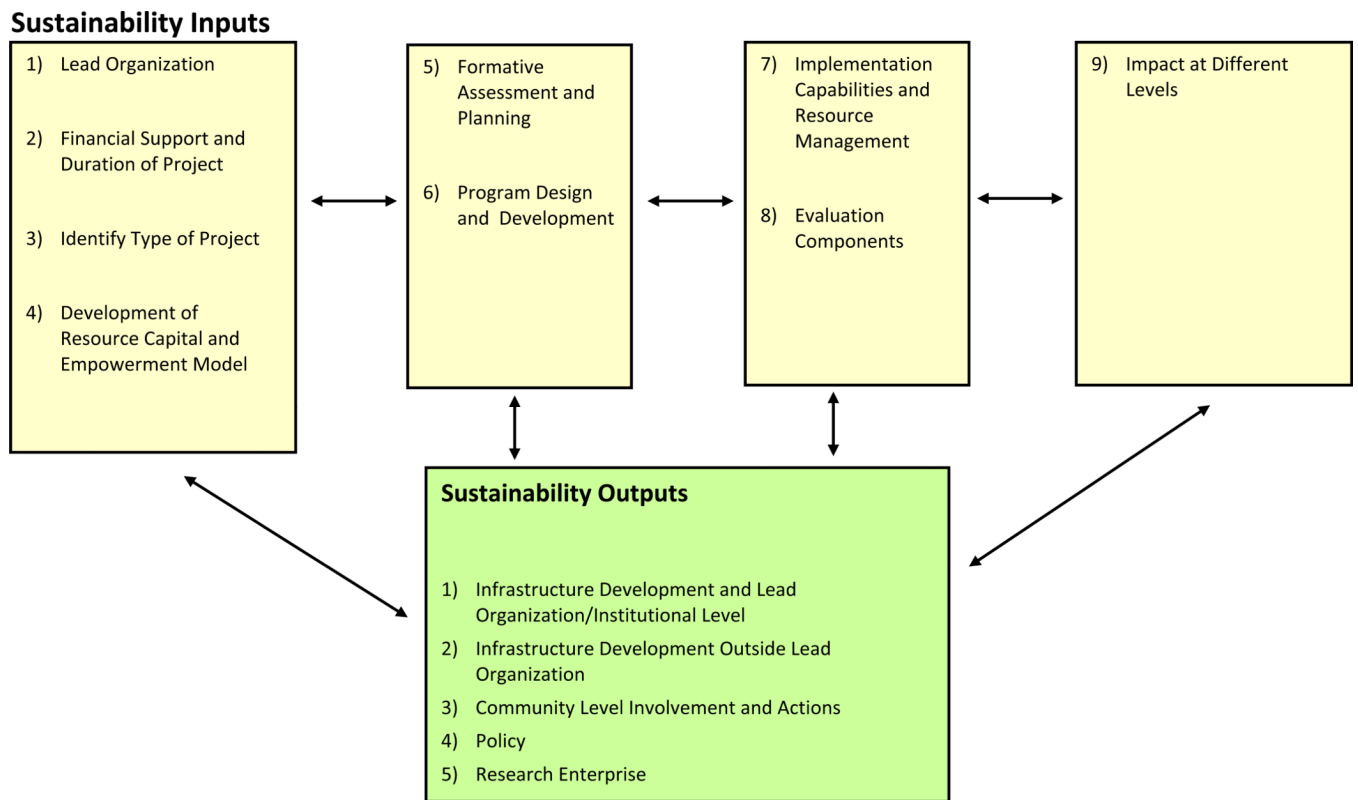 Sustainability Inputs
1) Lead Organization
2) Financial Support and
Duration of Project
3) Identify Type of Project
4) Development of
Resource Capital and
Empowerment Model
5) Formative
Assessment and
Planning
6) Program Design
and Development
7) Implementation
Capabilities and
Resource
Management
8) Evaluation
Components
9) Impact at Different
Levels
Sustainability Outputs
1) Infrastructure Development and Lead
Organization/Institutional Level
2) Infrastructure Development Outside Lead
Organization
3) Community Level Involvement and Actions
4) Policy
5) Research Enterprise